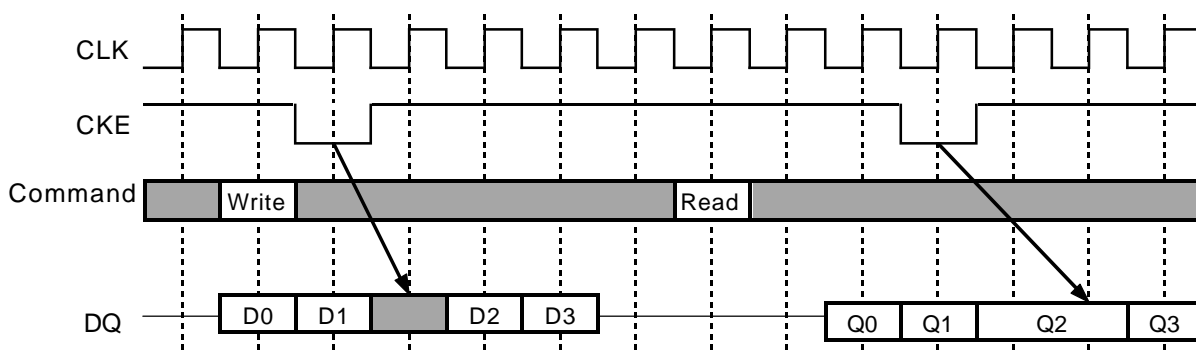 CLK
CKE
Command Write Read
DQ D0 D1 D2 D3 Q0 Q1 Q2 Q3